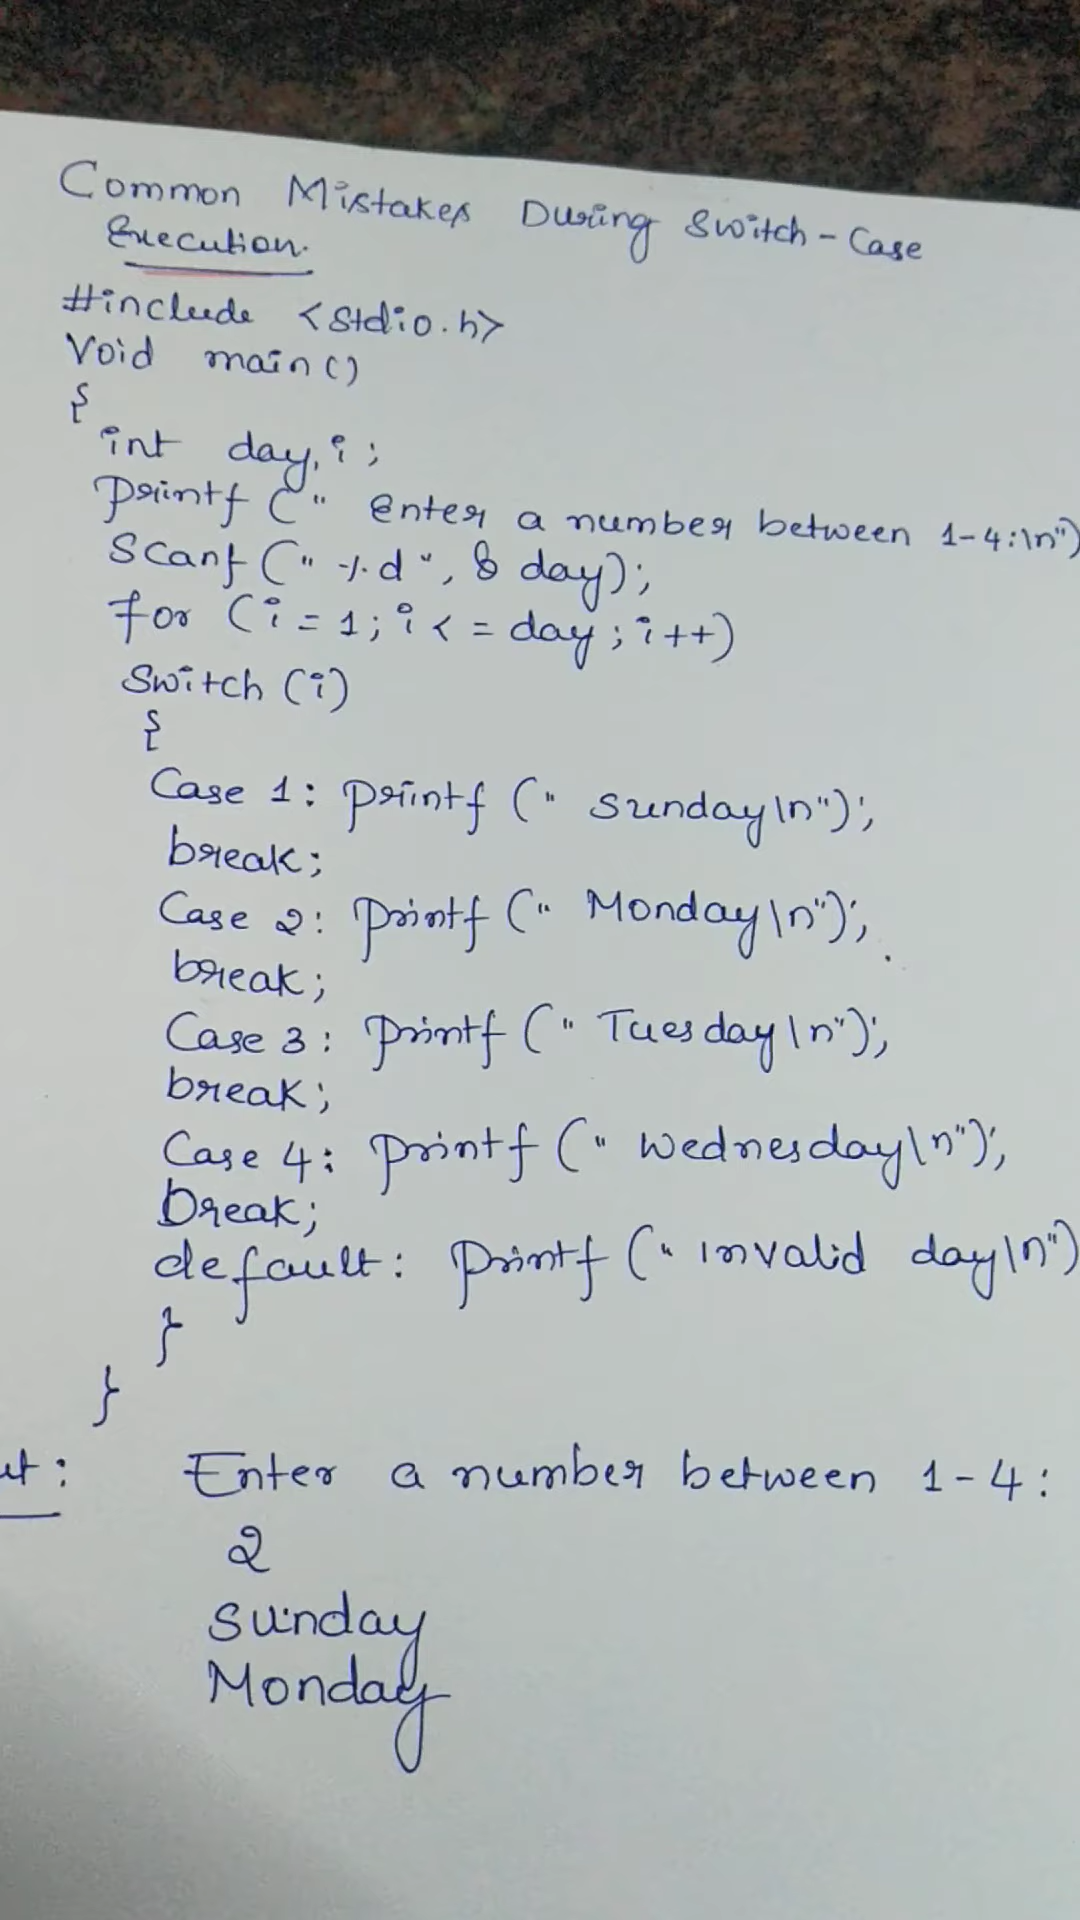 Common Mistakes During Switch-Case
Execution.
#include <stdio.h>
Void main()
{
int day, i;
printf (" enter a number between 1-4:\n")
Scanf (" %d", & day);
for (i = 1; i < = day; i++)
Switch (i)
{
Case 1: printf (" Sunday\n");
break;
Case 2: printf (" Monday\n");
break;
Case 3: printf (" Tuesday\n");
break;
Case 4: printf (" Wednesday\n");
Break;
default: printf (" invalid day\n")
}
}
ut: Enter a number between 1-4:
2
Sunday
Monday